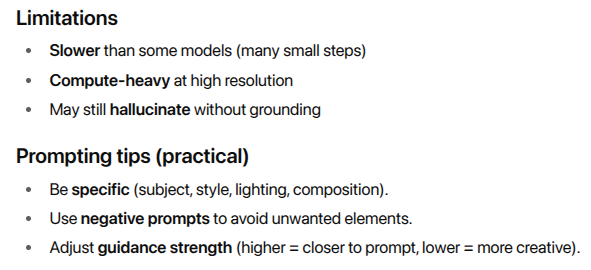 Limitations
• Slower than some models (many small steps)
• Compute-heavy at high resolution
• May still hallucinate without grounding
Prompting tips (practical)
• Be specific (subject, style, lighting, composition).
• Use negative prompts to avoid unwanted elements.
• Adjust guidance strength (higher = closer to prompt, lower = more creative).